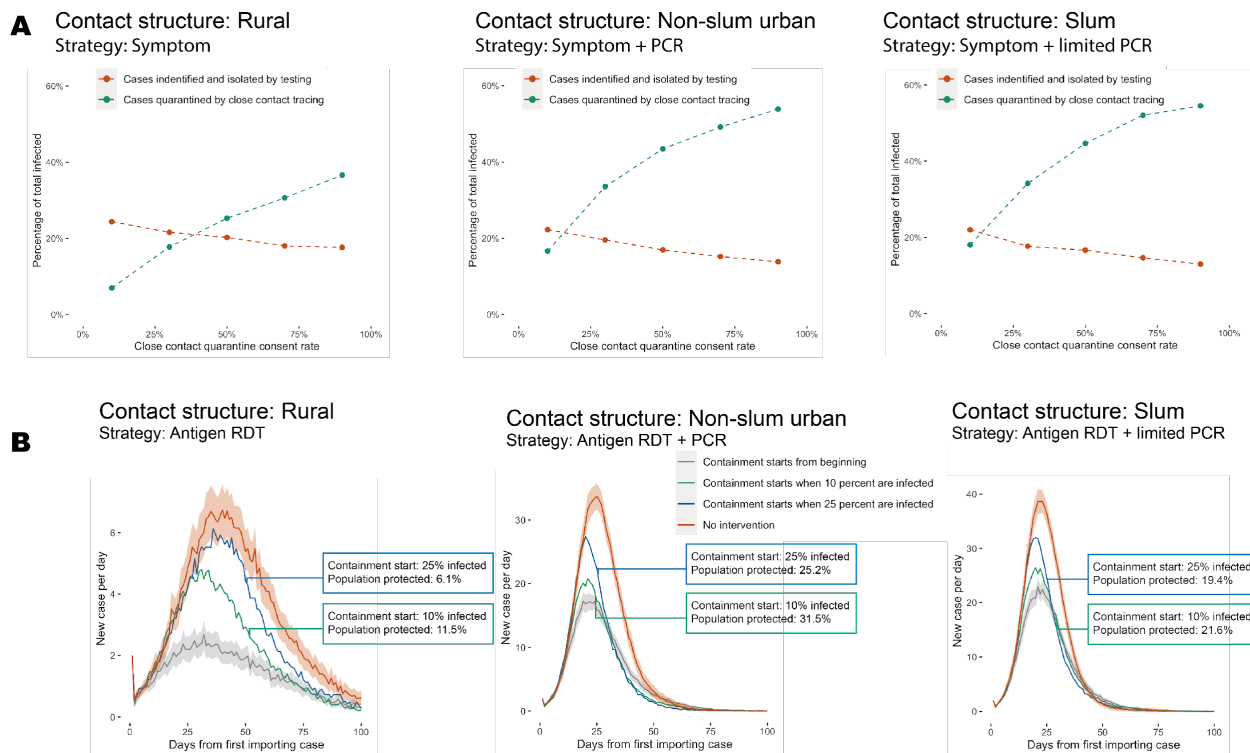 A
Contact structure: Rural
Strategy: Symptom
Cases indentified and isolated by testing
Cases quarantined by close contact tracing
60%
40%
20%
0%
Percentage of total infected
0%
25%
50%
75%
100%
Close contact quarantine consent rate
Contact structure: Non-slum urban
Strategy: Symptom + PCR
Cases indentified and isolated by testing
Cases quarantined by close contact tracing
60%
40%
20%
0%
Percentage of total infected
0%
25%
50%
75%
100%
Close contact quarantine consent rate
Contact structure: Slum
Strategy: Symptom + limited PCR
Cases indentified and isolated by testing
Cases quarantined by close contact tracing
60%
40%
20%
0%
Percentage of total infected
0%
25%
50%
75%
100%
Close contact quarantine consent rate
B
Contact structure: Rural
Strategy: Antigen RDT
6
4
2
0
New case per day
Containment start: 25% infected
Population protected: 6.1%
Containment start: 10% infected
Population protected: 11.5%
0
25
50
75
100
Days from first importing case
Contact structure: Non-slum urban
Strategy: Antigen RDT + PCR
Containment starts from beginning
Containment starts when 10 percent are infected
Containment starts when 25 percent are infected
No intervention
30
20
10
0
New case per day
Containment start: 25% infected
Population protected: 25.2%
Containment start: 10% infected
Population protected: 31.5%
0
25
50
75
100
Days from first importing case
Contact structure: Slum
Strategy: Antigen RDT + limited PCR
40
30
20
10
0
New case per day
Containment start: 25% infected
Population protected: 19.4%
Containment start: 10% infected
Population protected: 21.6%
0
25
50
75
100
Days from first importing case